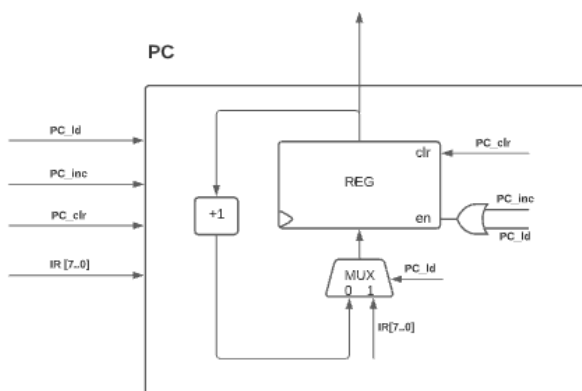 PC
PC_ld
PC_inc
PC_clr
IR [7..0]
+1
clr
REG
en
PC_clr
PC_inc
PC_ld
MUX
0 1
PC_ld
IR[7..0]